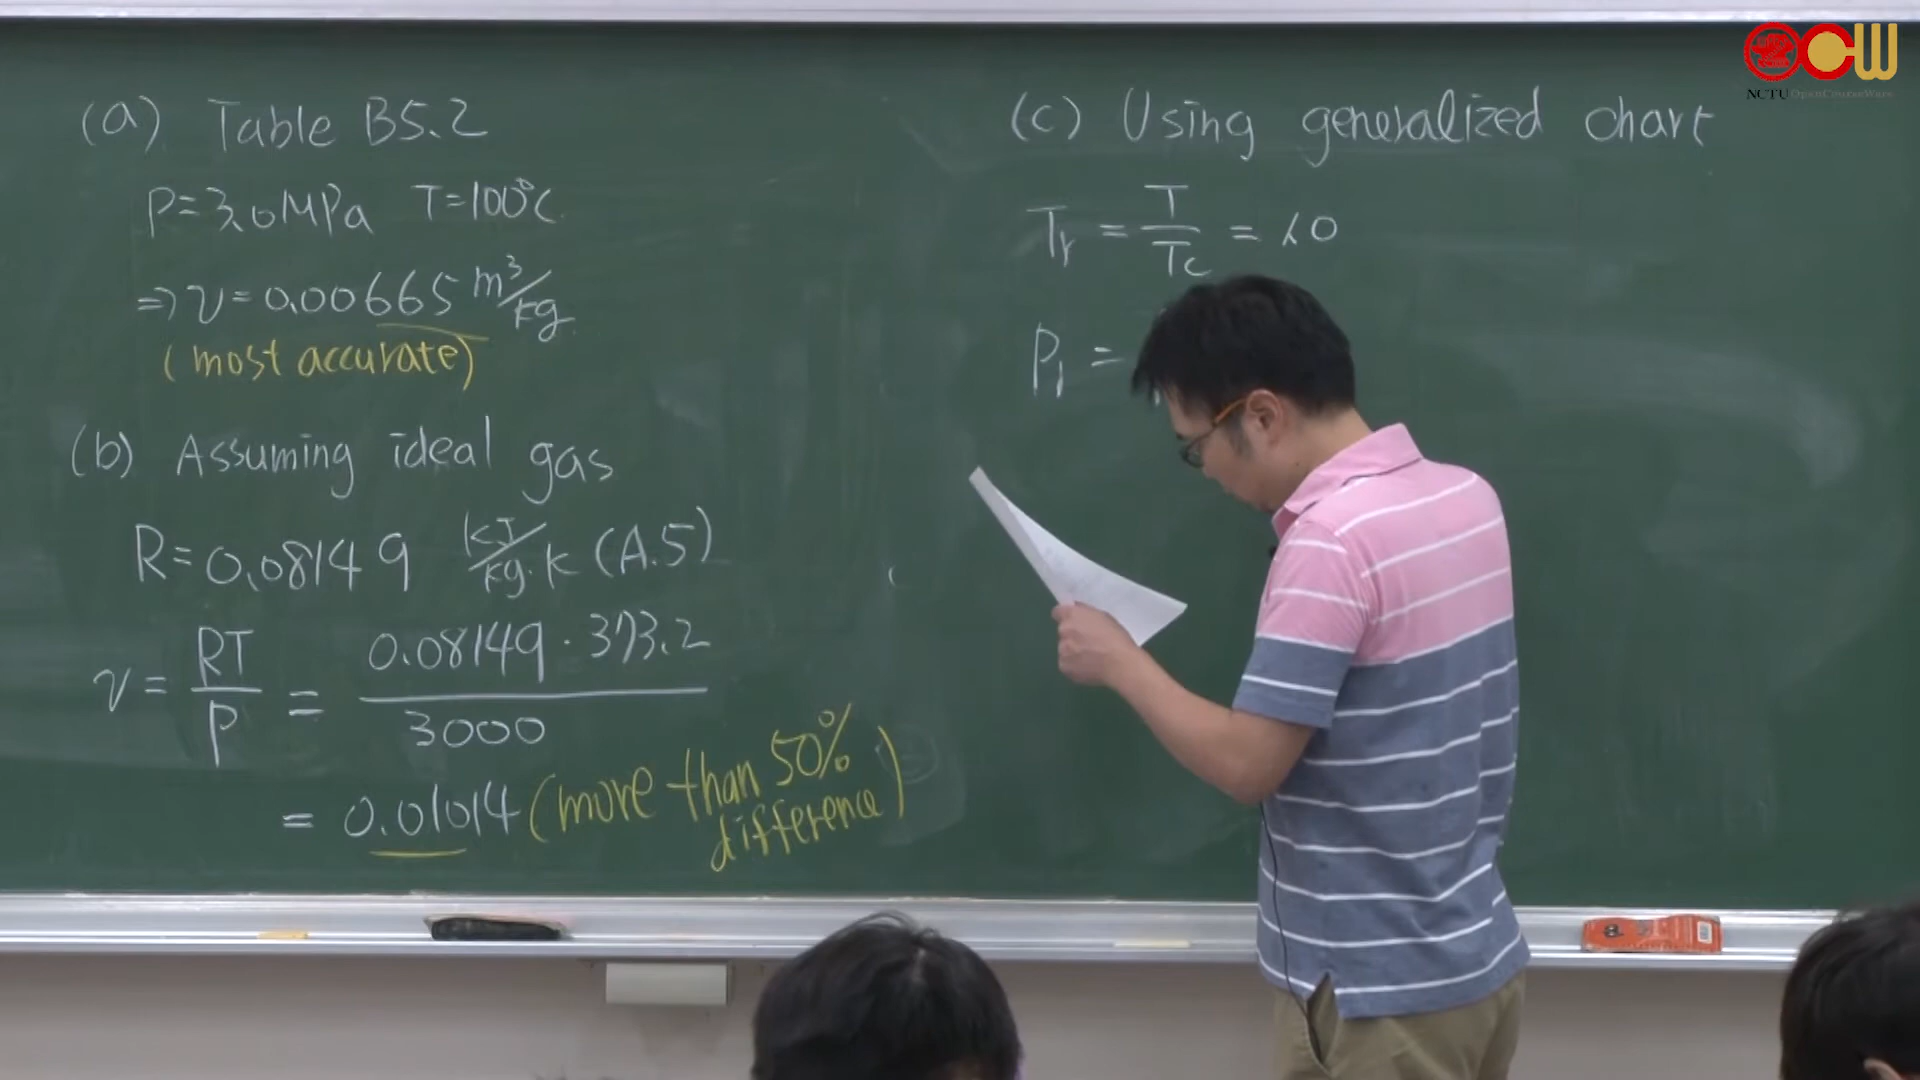 (a) Table B5.2
P=3.0MPa T=100°C
⇒ v=0.00665 m³/kg
(most accurate)
(b) Assuming ideal gas
R=0.08149 kJ/kg·K (A.5)
v = RT/P = 0.08149 · 373.2 / 3000
= 0.01014 (more than 50% difference)
(c) Using generalized chart
Tr = T/Tc = 1.0
Pr =
OCW
NCTU OpenCourseWare